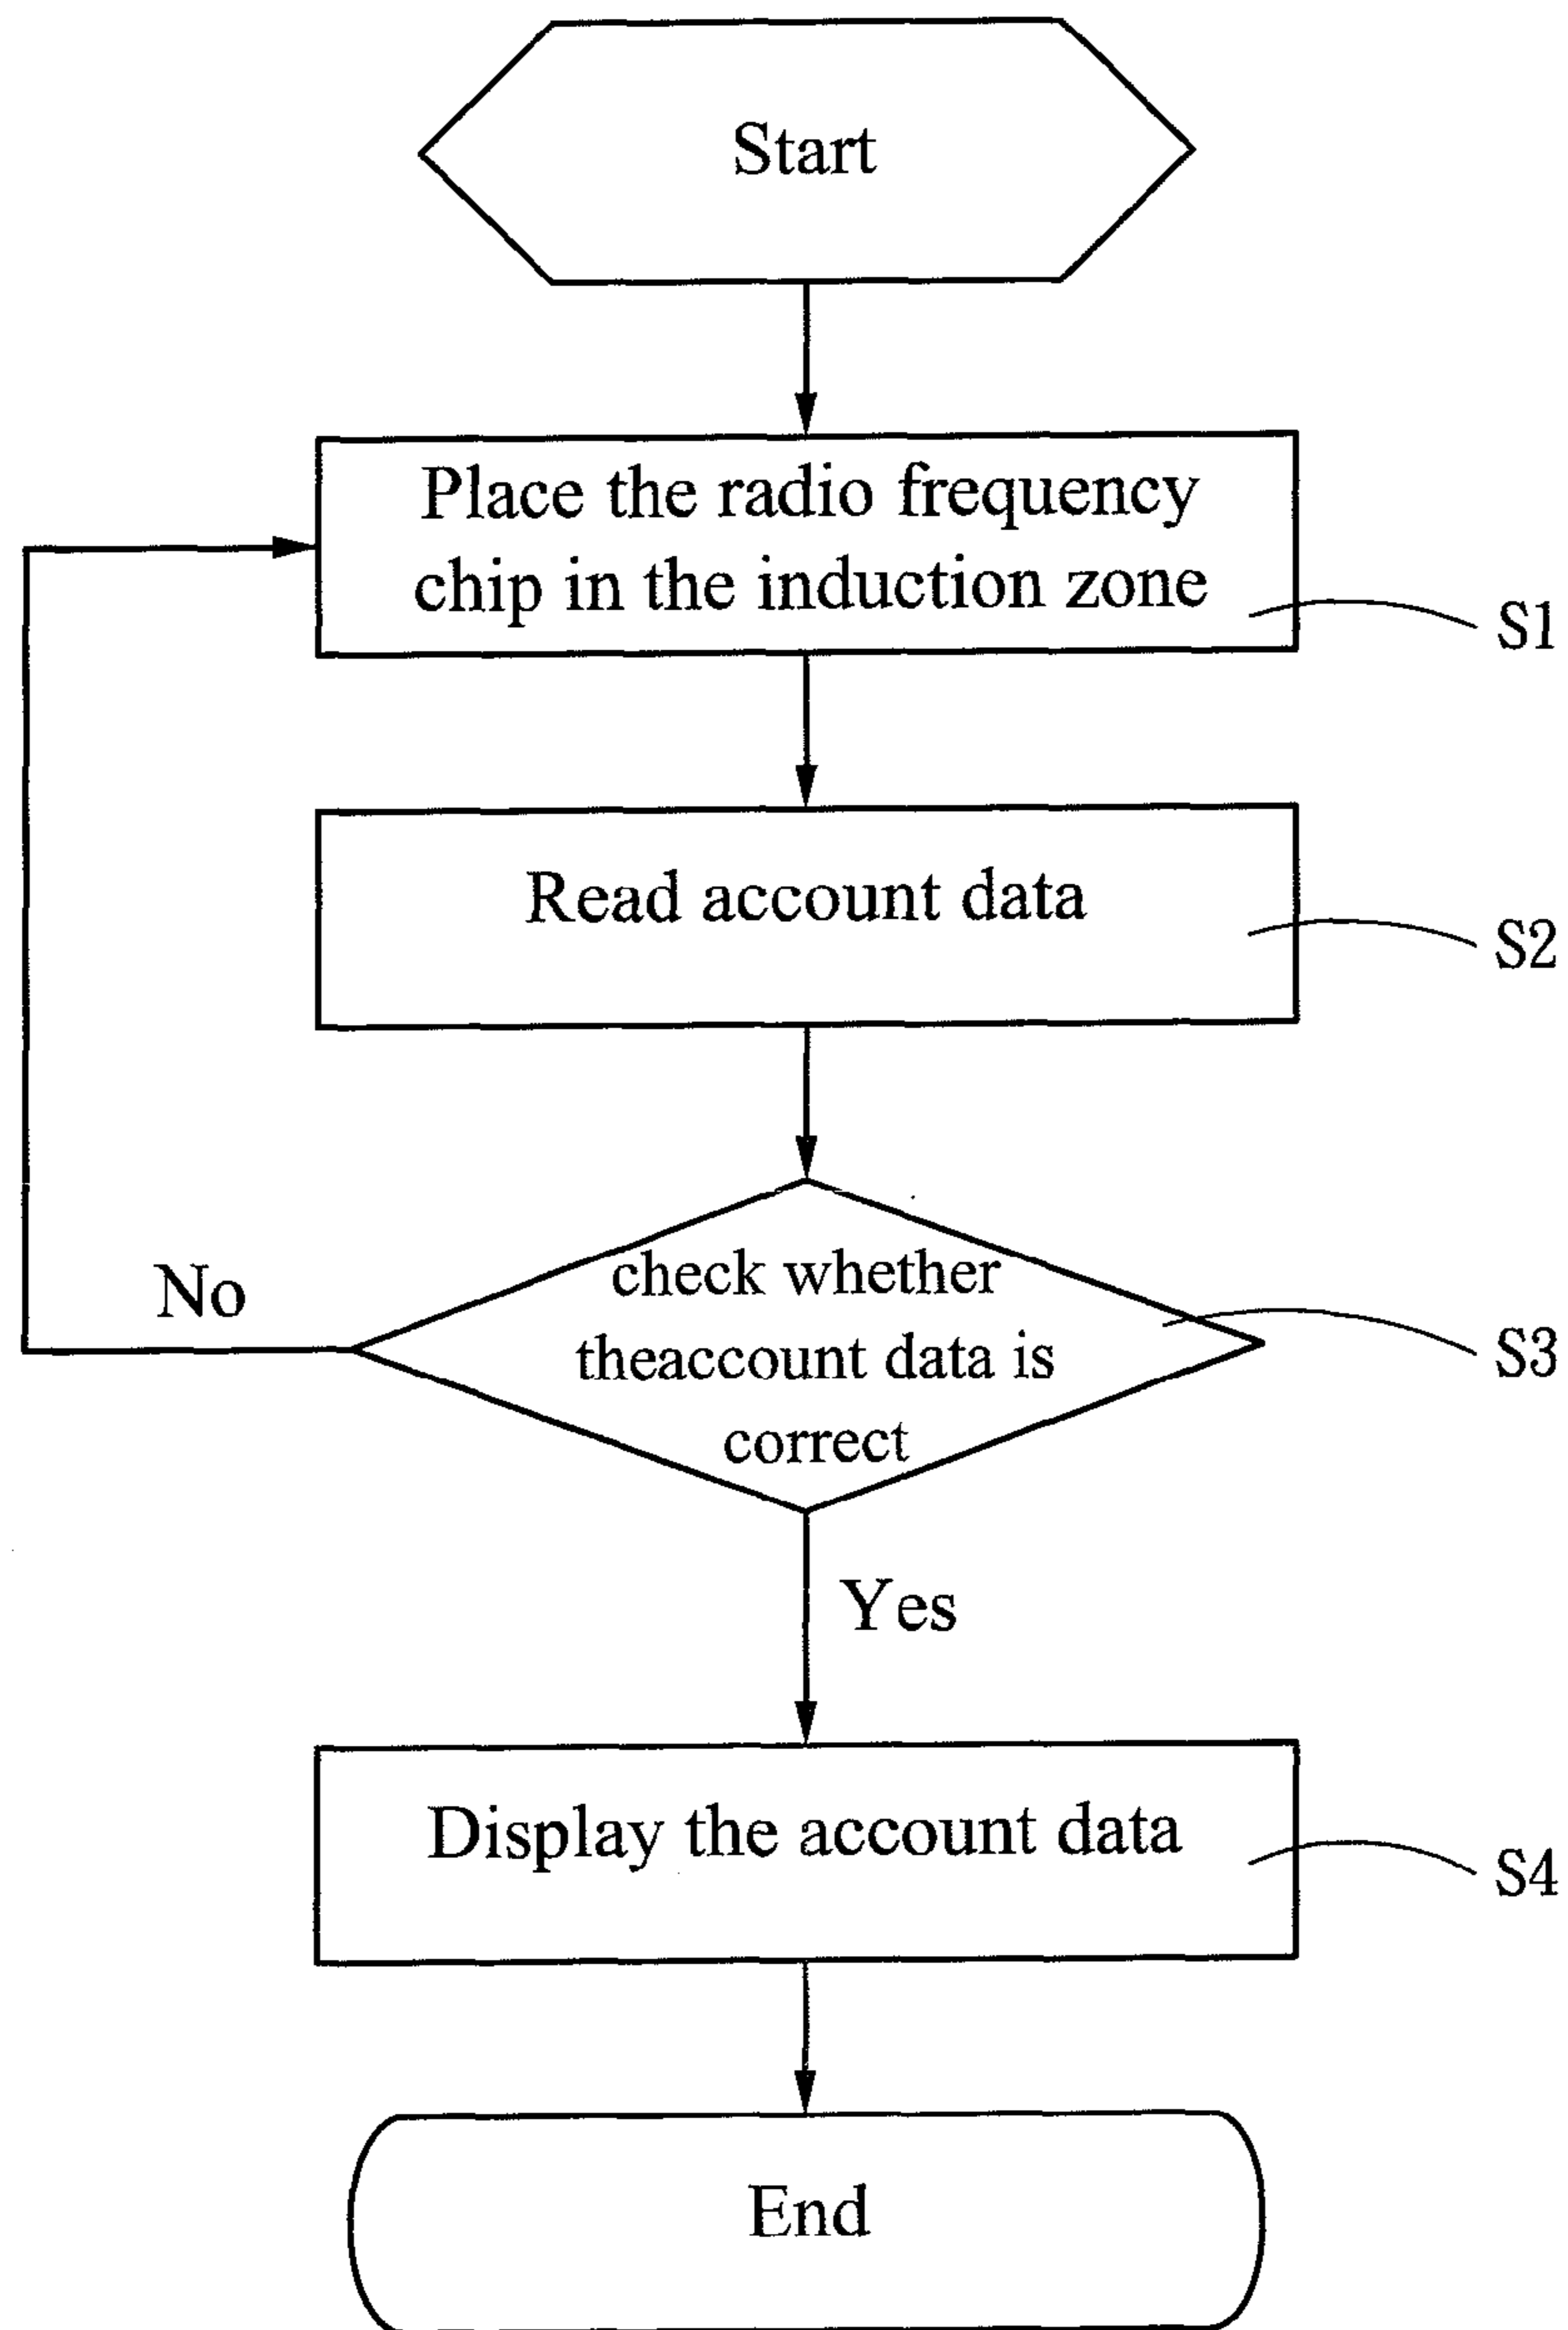 Start
Place the radio frequency
chip in the induction zone
S1
Read account data
S2
No
check whether
theaccount data is
correct
S3
Yes
Display the account data
S4
End